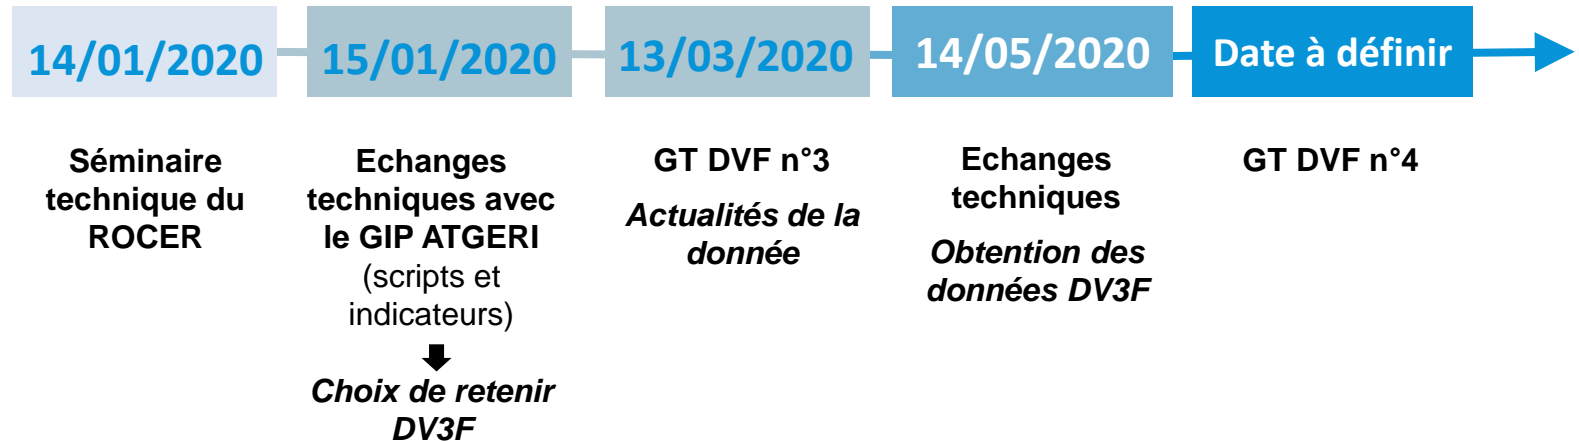 14/01/2020
15/01/2020
13/03/2020
14/05/2020
Date à définir
Séminaire
technique du
ROCER
Echanges
techniques avec
le GIP ATGERI
(scripts et
indicateurs)
Choix de retenir
DV3F
GT DVF n°3
Actualités de la
donnée
Echanges
techniques
Obtention des
données DV3F
GT DVF n°4